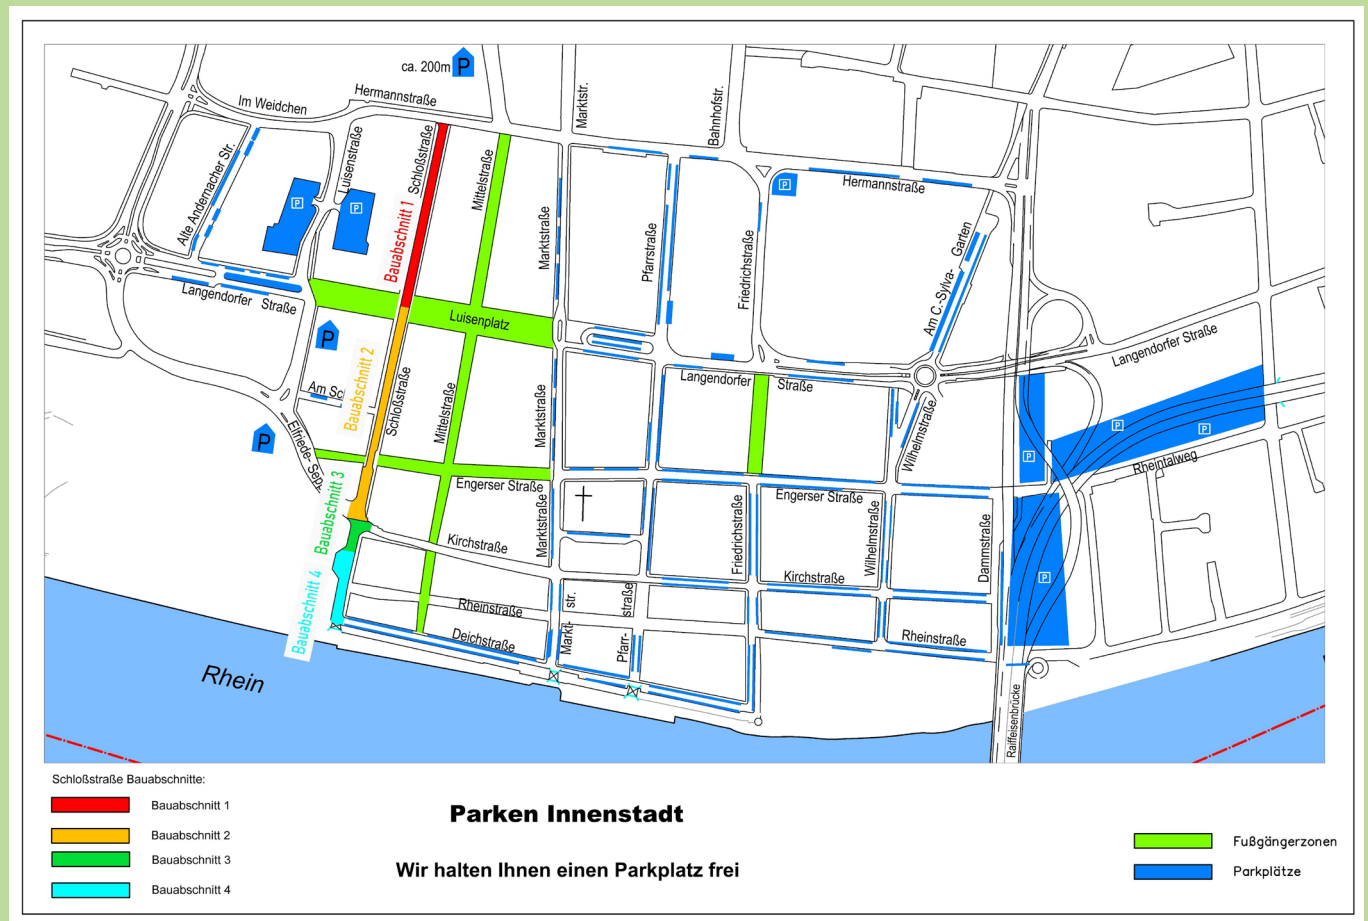 ca. 200m P
Im Weidchen
Hermannstraße
Marktstr.
Bahnhofstr.
Alte Andernacher Str.
Luisenstraße
Schloßstraße
Mittelstraße
Bauabschnitt 1
P
P
P
Hermannstraße
Marktstraße
Pfarrstraße
Friedrichstraße
Am C.-Sylva-
Garten
Langendorfer
Straße
Luisenplatz
P
Langendorfer Straße
Bauabschnitt 2
Schloßstraße
Mittelstraße
Marktstraße
Langendorfer
Straße
Am Sc
Wilhelmstraße
P
Elfriede-
P
P
P
Rheintalweg
Bauabschnitt 3
Engerser Straße
Engerser Straße
Marktstraße
Friedrichstraße
Wilhelmstraße
Dammstraße
Kirchstraße
Kirchstraße
P
Bauabschnitt 4
Rheinstraße
Deichstraße
Markt-
str.
Pfarr-
straße
Rheinstraße
Rhein
Raiffeisenbrücke
Schloßstraße Bauabschnitte:
Bauabschnitt 1
Bauabschnitt 2
Bauabschnitt 3
Bauabschnitt 4
Parken Innenstadt
Wir halten Ihnen einen Parkplatz frei
Fußgängerzonen
Parkplätze